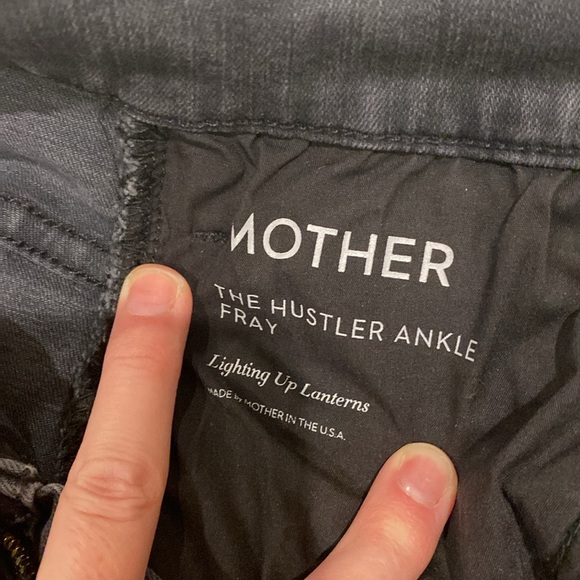 MOTHER
THE HUSTLER ANKLE
FRAY
Lighting Up Lanterns
MADE by MOTHER IN THE U.S.A.